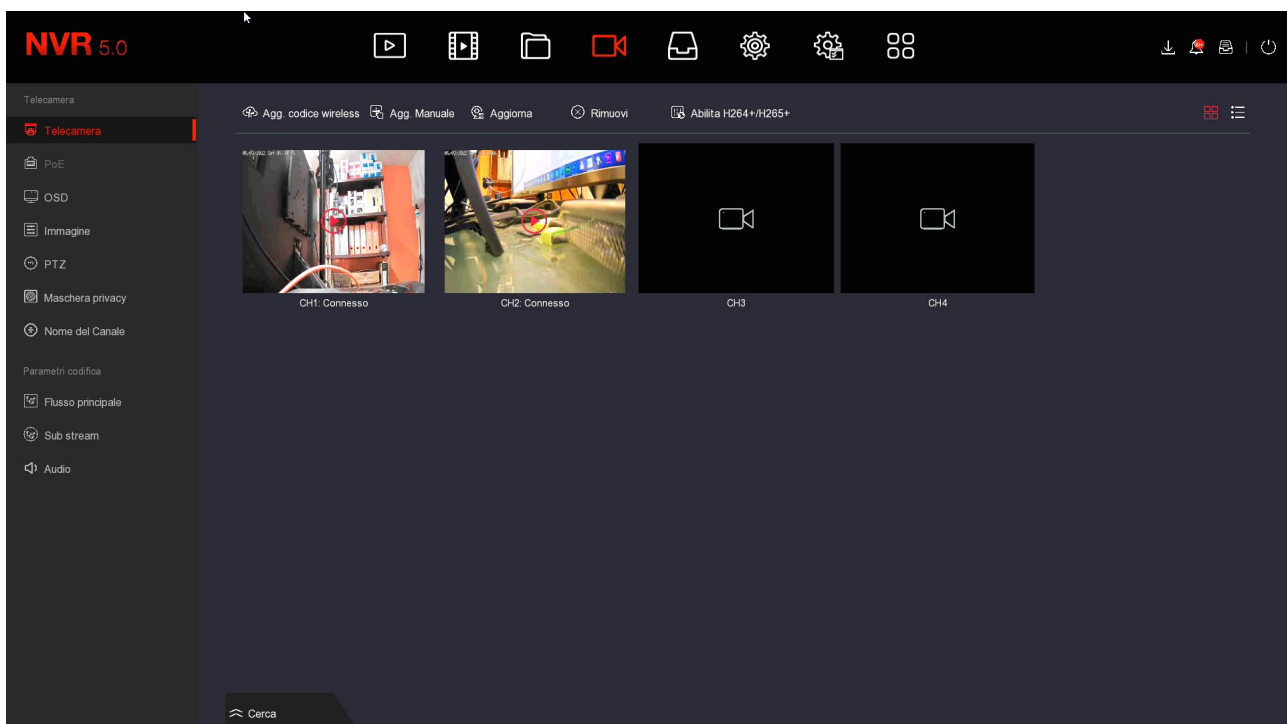 NVR 5.0
Telecamera
Telecamera
PoE
OSD
Immagine
PTZ
Maschera privacy
Nome del Canale
Parametri codifica
Flusso principale
Sub stream
Audio
Agg. codice wireless Agg. Manuale Aggiorna Rimuovi Abilita H264+/H265+
CH1: Connesso CH2: Connesso CH3 CH4
Cerca